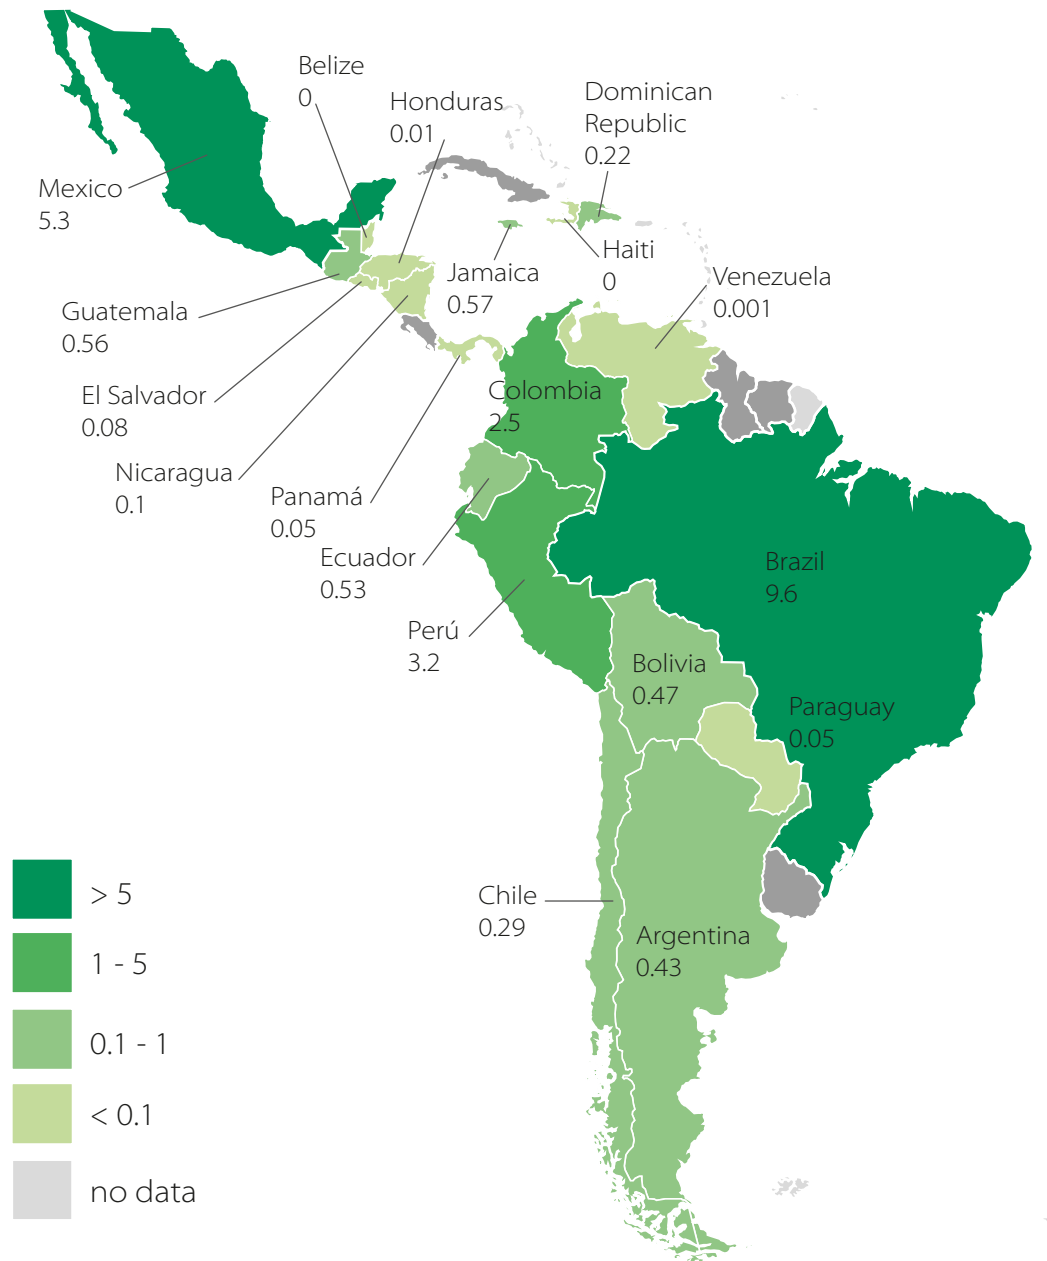 Belize
0
Honduras
0.01
Dominican
Republic
0.22
Mexico
5.3
Haiti
0
Jamaica
0.57
Venezuela
0.001
Guatemala
0.56
El Salvador
0.08
Colombia
2.5
Nicaragua
0.1
Panamá
0.05
Ecuador
0.53
Brazil
9.6
Perú
3.2
Bolivia
0.47
Paraguay
0.05
Chile
0.29
Argentina
0.43
> 5
1 - 5
0.1 - 1
< 0.1
no data